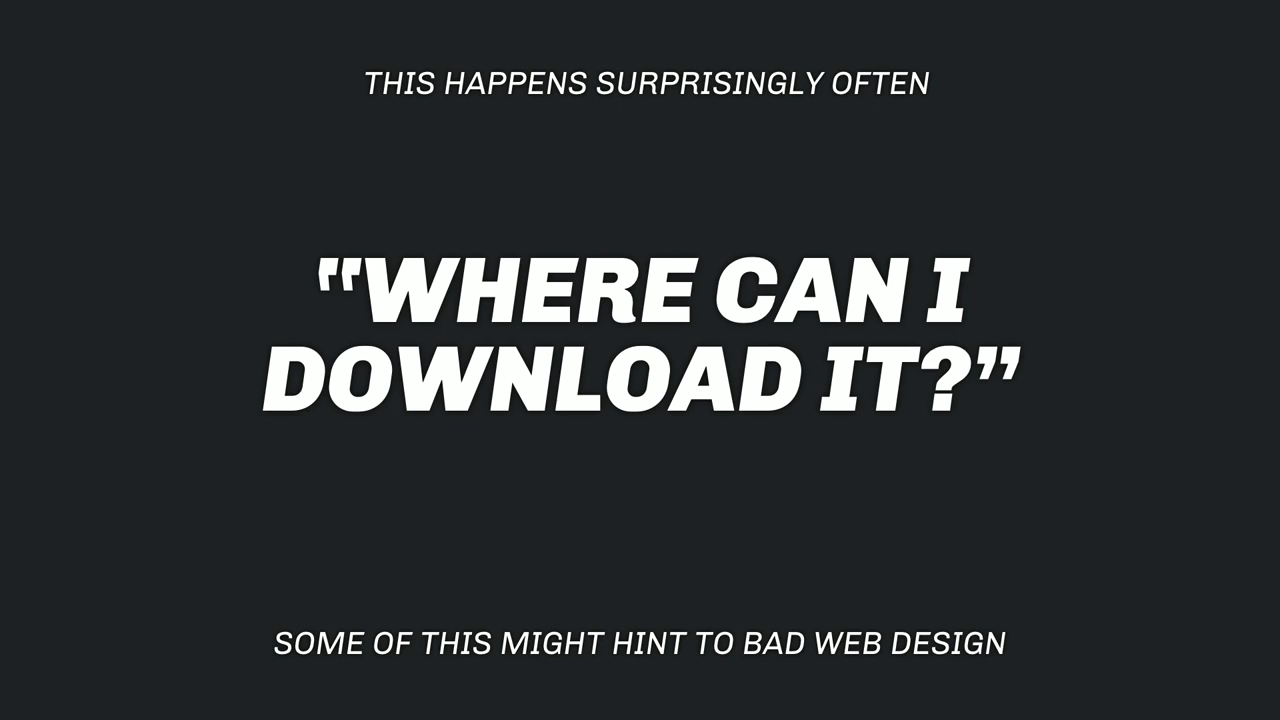 THIS HAPPENS SURPRISINGLY OFTEN
"WHERE CAN I
DOWNLOAD IT?”
SOME OF THIS MIGHT HINT TO BAD WEB DESIGN